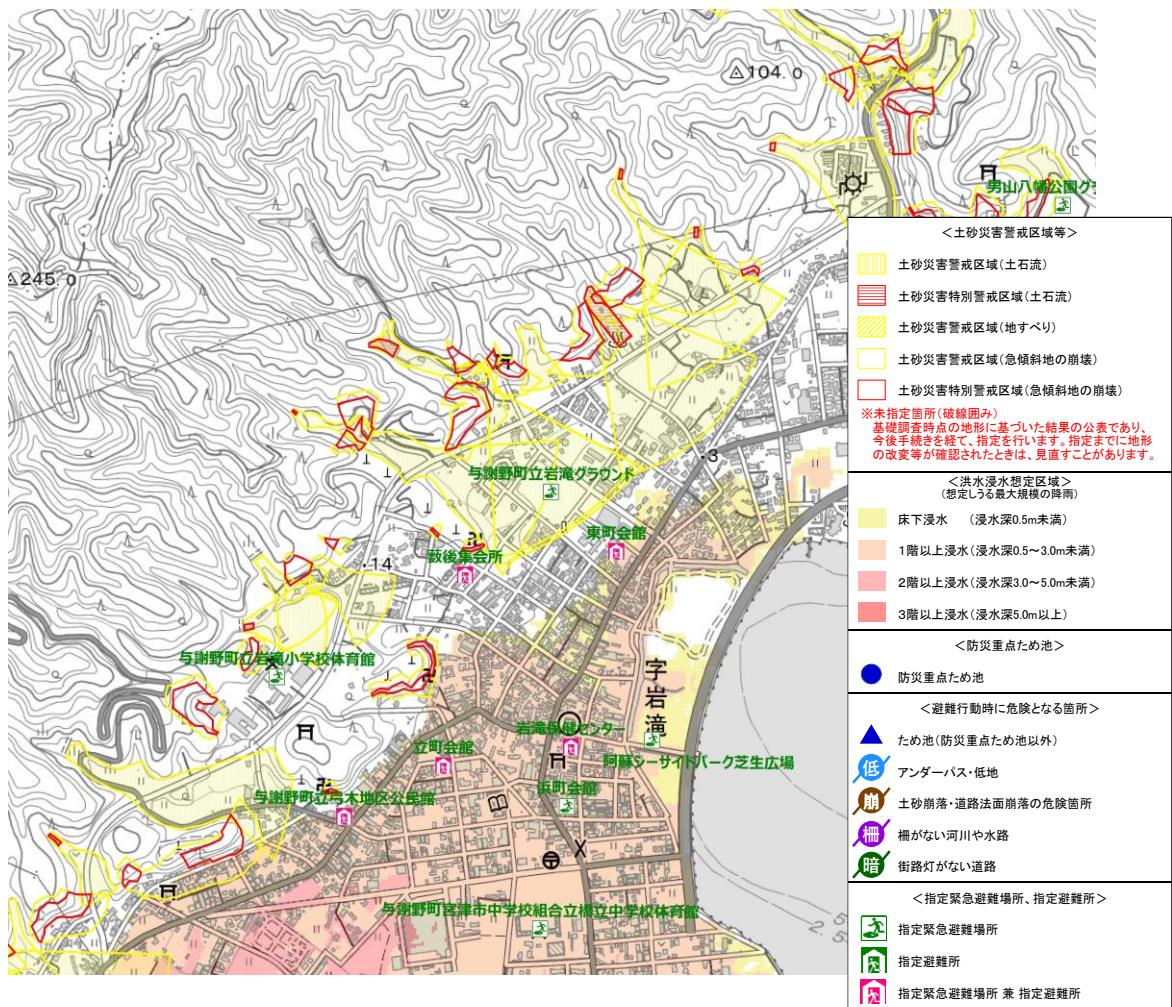 104.0
男山八幡公園グラ
245.0
3
与謝野町立岩滝グラウンド
東町会館
藪後集会所
14
与謝野町立岩滝小学校体育館
字岩滝
岩滝保健センター
立町会館
阿蘇シーサイドパーク芝生広場
与謝野町立弓木地区公民館
浜町会館
与謝野町宮津市中学校組合立橋立中学校体育館
5
2.5
<土砂災害警戒区域等>
土砂災害警戒区域(土石流)
土砂災害特別警戒区域(土石流)
土砂災害警戒区域(地すべり)
土砂災害警戒区域(急傾斜地の崩壊)
土砂災害特別警戒区域(急傾斜地の崩壊)
※未指定箇所(破線囲み)
基礎調査時点の地形に基づいた結果の公表であり、
今後手続きを経て、指定を行います。指定までに地形
の改変等が確認されたときは、見直すことがあります。
<洪水浸水想定区域>
(想定しうる最大規模の降雨)
床下浸水 (浸水深0.5m未満)
1階以上浸水(浸水深0.5~3.0m未満)
2階以上浸水(浸水深3.0~5.0m未満)
3階以上浸水(浸水深5.0m以上)
<防災重点ため池>
防災重点ため池
<避難行動時に危険となる箇所>
ため池(防災重点ため池以外)
低 アンダーパス・低地
崩 土砂崩落・道路法面崩落の危険箇所
柵 柵がない河川や水路
暗 街路灯がない道路
<指定緊急避難場所、指定避難所>
指定緊急避難場所
指定避難所
指定緊急避難場所 兼 指定避難所